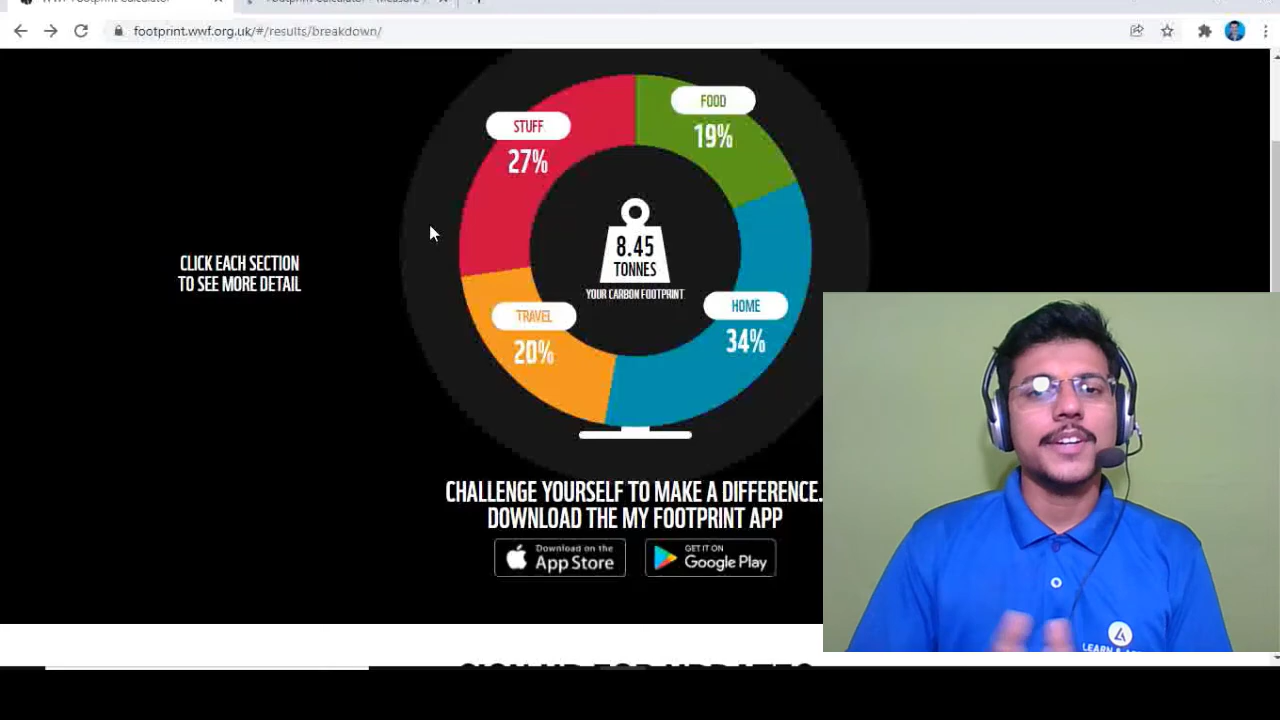 footprint.wwf.org.uk/#/results/breakdown/
FOOD
19%
STUFF
27%
8.45
TONNES
YOUR CARBON FOOTPRINT
CLICK EACH SECTION
TO SEE MORE DETAIL
HOME
34%
TRAVEL
20%
CHALLENGE YOURSELF TO MAKE A DIFFERENCE.
DOWNLOAD THE MY FOOTPRINT APP
Download on the
App Store
GET IT ON
Google Play
LEARN &